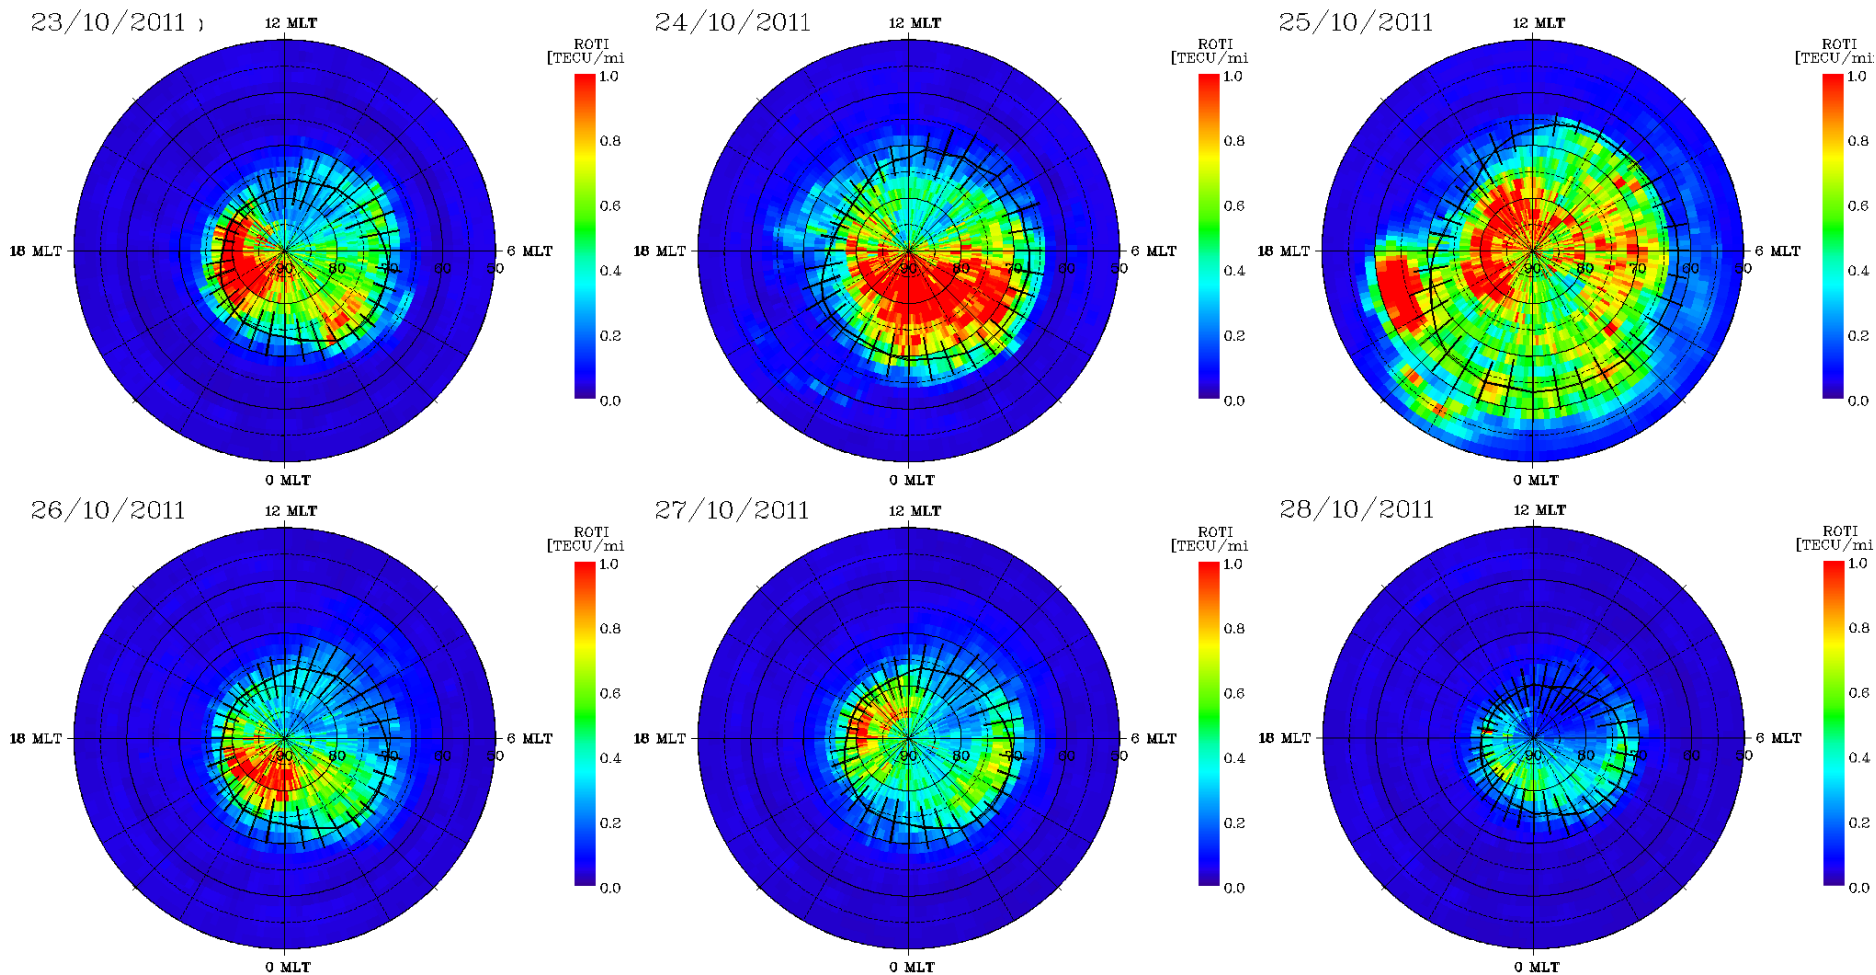 23/10/2011 )
12 MLT
ROTI
[TECU/mi
1.0
0.8
0.6
0.4
0.2
0.0
18 MLT
90
80
70
60
50
6 MLT
0 MLT
24/10/2011
12 MLT
ROTI
[TECU/mi
1.0
0.8
0.6
0.4
0.2
0.0
18 MLT
90
80
70
60
50
6 MLT
0 MLT
25/10/2011
12 MLT
ROTI
[TECU/mi
1.0
0.8
0.6
0.4
0.2
0.0
18 MLT
90
80
70
60
50
6 MLT
0 MLT
26/10/2011
12 MLT
ROTI
[TECU/mi
1.0
0.8
0.6
0.4
0.2
0.0
18 MLT
90
80
70
60
50
6 MLT
0 MLT
27/10/2011
12 MLT
ROTI
[TECU/mi
1.0
0.8
0.6
0.4
0.2
0.0
18 MLT
90
80
70
60
50
6 MLT
0 MLT
28/10/2011
12 MLT
ROTI
[TECU/mi
1.0
0.8
0.6
0.4
0.2
0.0
18 MLT
90
80
70
60
50
6 MLT
0 MLT